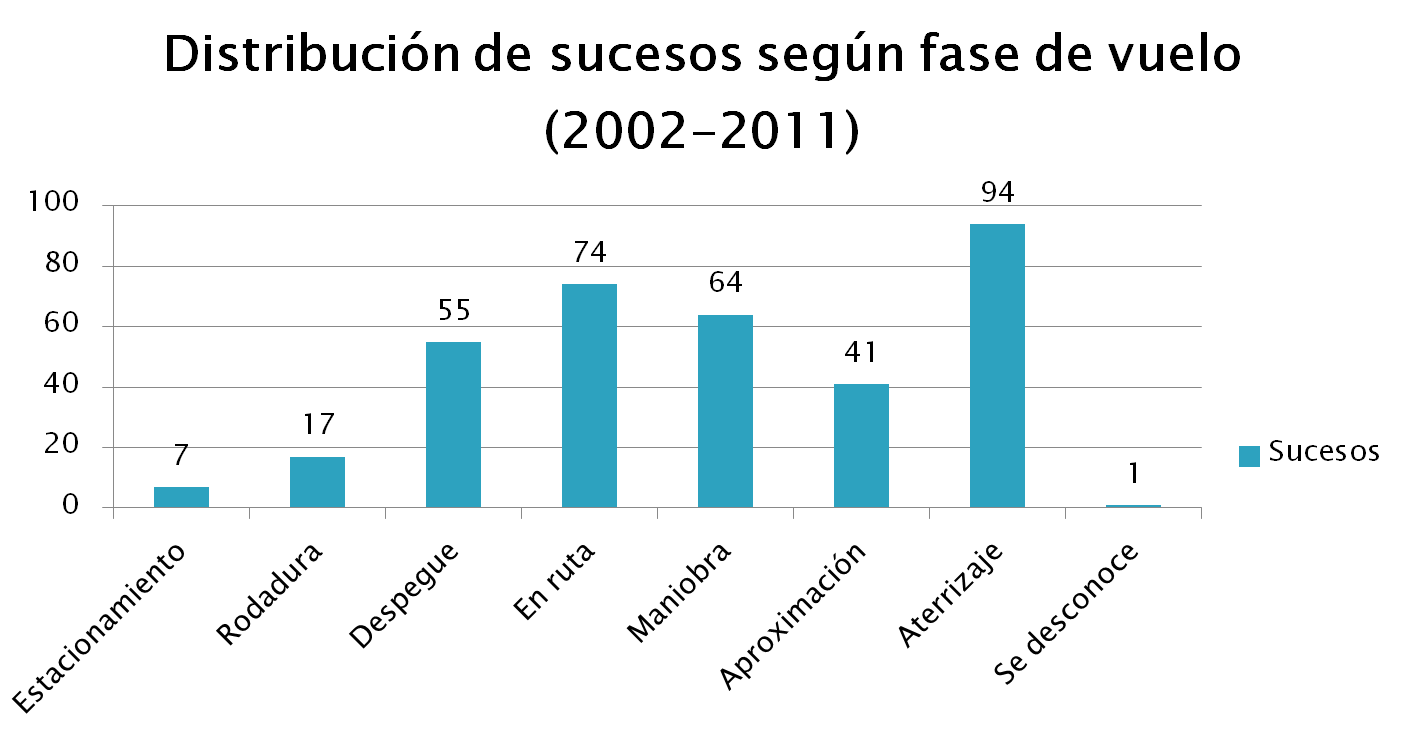 Distribución de sucesos según fase de vuelo
(2002-2011)
100
80
60
40
20
0
7
17
55
74
64
41
94
1
Estacionamiento
Rodadura
Despegue
En ruta
Maniobra
Aproximación
Aterrizaje
Se desconoce
Sucesos